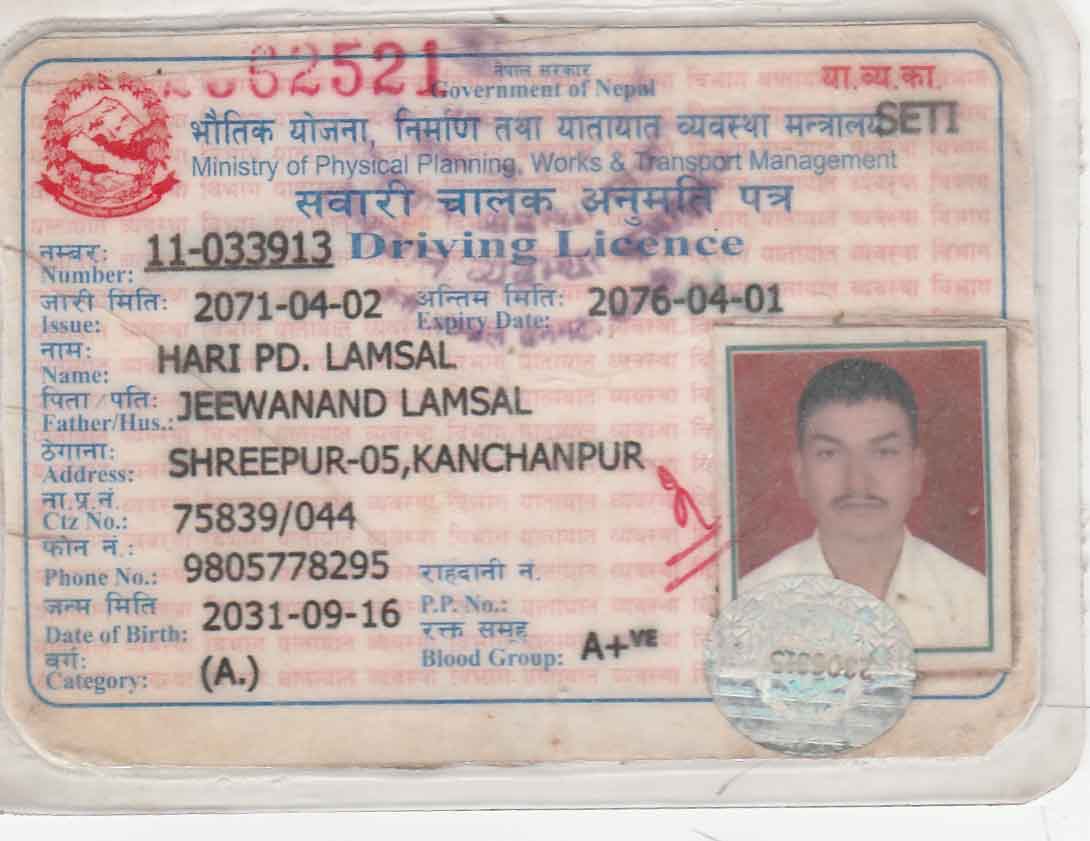 62521
नेपाल सरकार
Government of Nepal
या.व्य.का.
भौतिक योजना, निर्माण तथा यातायात व्यवस्था मन्त्रालय
SETI
Ministry of Physical Planning, Works & Transport Management
सवारी चालक अनुमति पत्र
नम्बर:
Number: 11-033913 Driving Licence
जारी मिति: 2071-04-02 अन्तिम मिति: 2076-04-01
Issue: Expiry Date:
नाम:
Name: HARI PD. LAMSAL
पिता/पति:
Father/Hus.: JEEWANAND LAMSAL
ठेगाना:
Address: SHREEPUR-05,KANCHANPUR
ना.प्र.नं.
Ctz No.: 75839/044
फोन नं.:
Phone No.: 9805778295 राहदानी नं.
P.P. No.:
जन्म मिति
Date of Birth: 2031-09-16 रक्त समूह
Blood Group: A+VE
वर्ग:
Category: (A.)